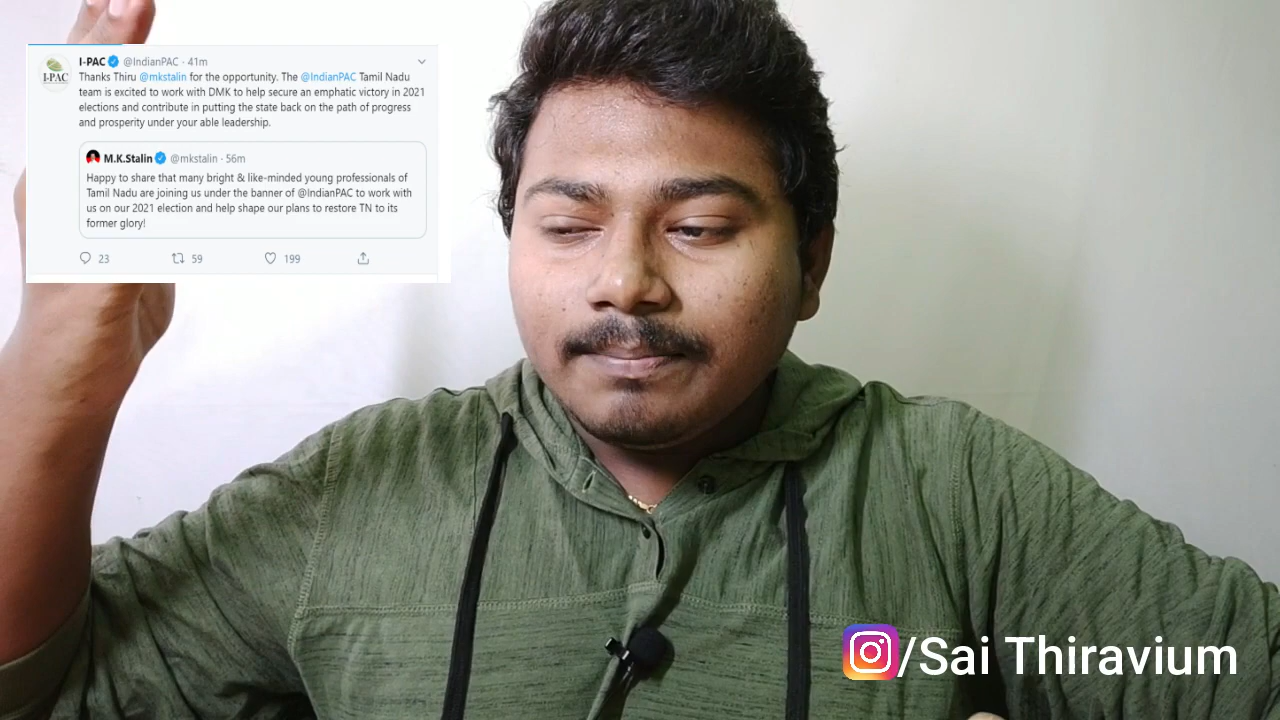 I-PAC @IndianPAC · 41m
I-PAC
Thanks Thiru @mkstalin for the opportunity. The @IndianPAC Tamil Nadu
team is excited to work with DMK to help secure an emphatic victory in 2021
elections and contribute in putting the state back on the path of progress
and prosperity under your able leadership.
M.K.Stalin @mkstalin · 56m
Happy to share that many bright & like-minded young professionals of
Tamil Nadu are joining us under the banner of @IndianPAC to work with
us on our 2021 election and help shape our plans to restore TN to its
former glory!
23 59 199
/Sai Thiravium